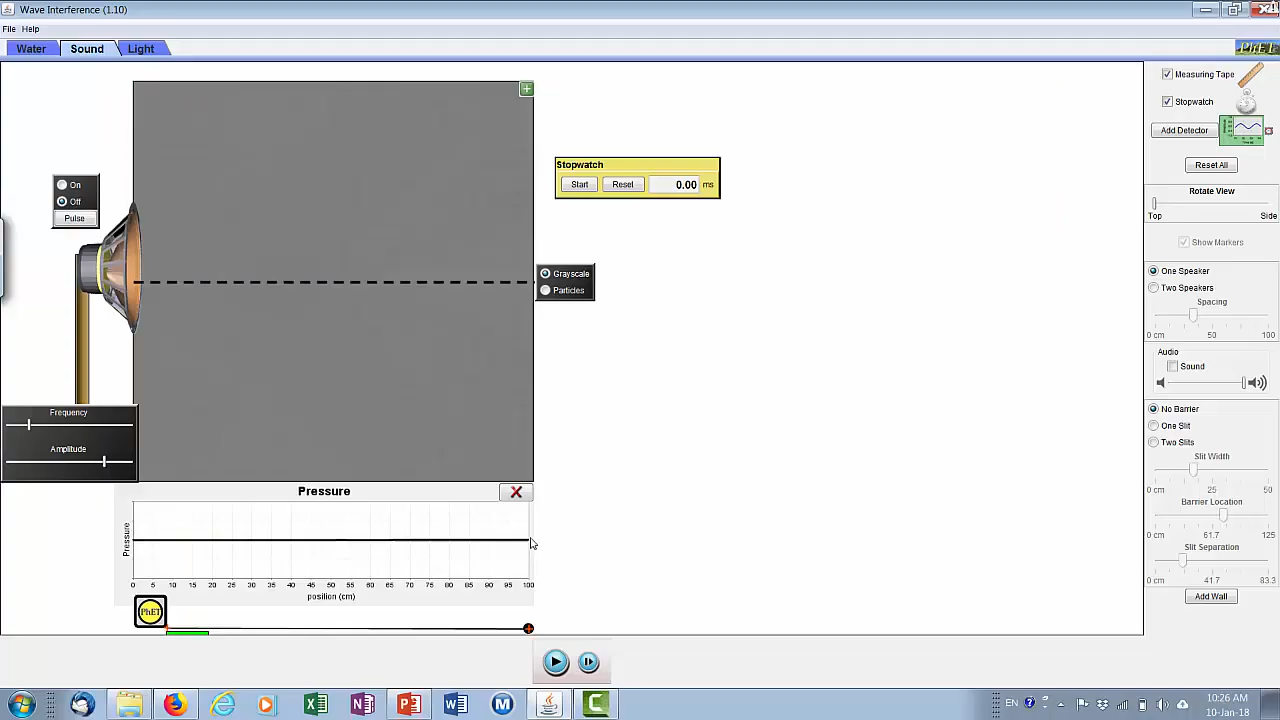 Wave Interference (1.10)
File Help
Water Sound Light
PhET
Measuring Tape
Stopwatch
Add Detector
Reset All
Rotate View
Top Side
Show Markers
One Speaker
Two Speakers
Spacing
0 cm 50 100
Audio
Sound
No Barrier
One Slit
Two Slits
Slit Width
0 cm 25 50
Barrier Location
0 cm 61.7 125
Slit Separation
0 cm 41.7 83.3
Add Wall
On
Off
Pulse
Stopwatch
Start Reset 0.00 ms
Grayscale
Particles
Frequency
Amplitude
Pressure
Pressure
0 5 10 15 20 25 30 35 40 45 50 55 60 65 70 75 80 85 90 95 100
position (cm)
PhET
EN
10:26 AM
10-Jan-18